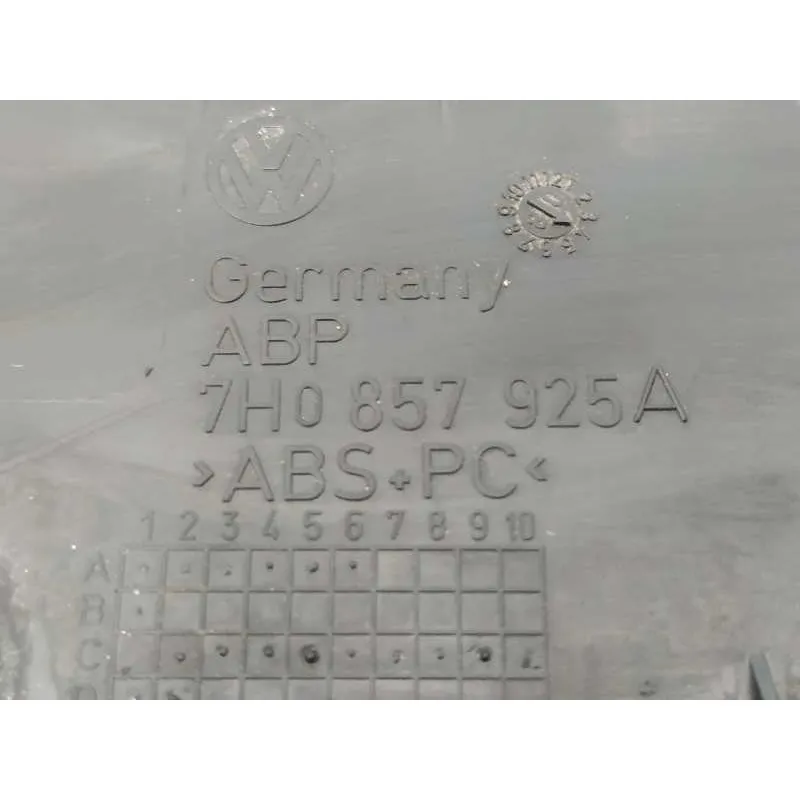 Germany
ABP
7H0 857 925A
>ABS+PC<
1 2 3 4 5 6 7 8 9 10
A
B
C